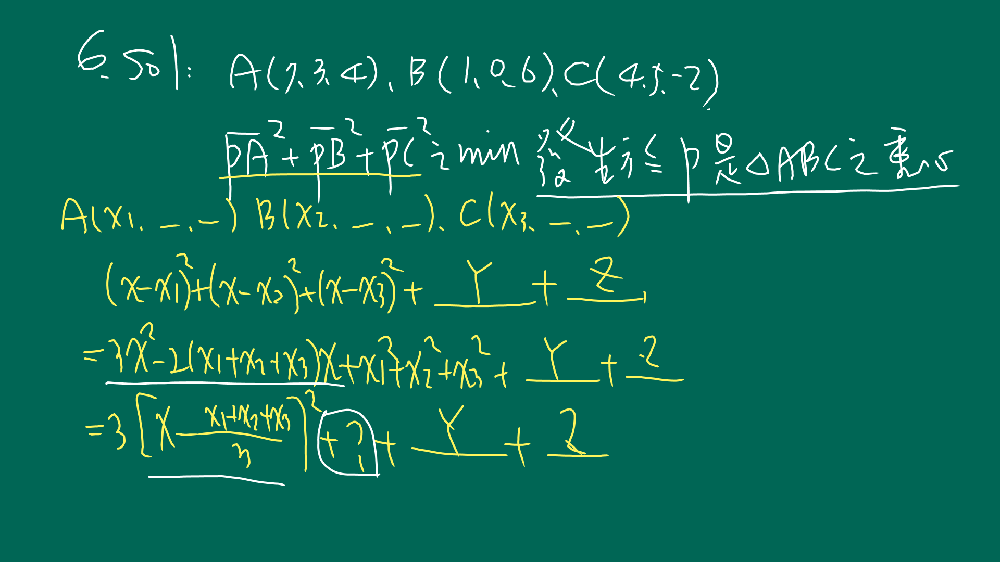 6. Sol: A(7,3,4), B(1,0,6), C(4,5,-2).
PA² + PB² + PC² 之 min 發生於 P是△ABC之重心
A(x₁, _, _) B(x₂, _, _), C(x₃, _, _)
(x-x₁)²+(x-x₂)²+(x-x₃)²+ Y + Z
=3x²-2(x₁+x₂+x₃)x+x₁²+x₂²+x₃²+ Y + Z
=3[x-(x₁+x₂+x₃)/3]²+?+ Y + Z